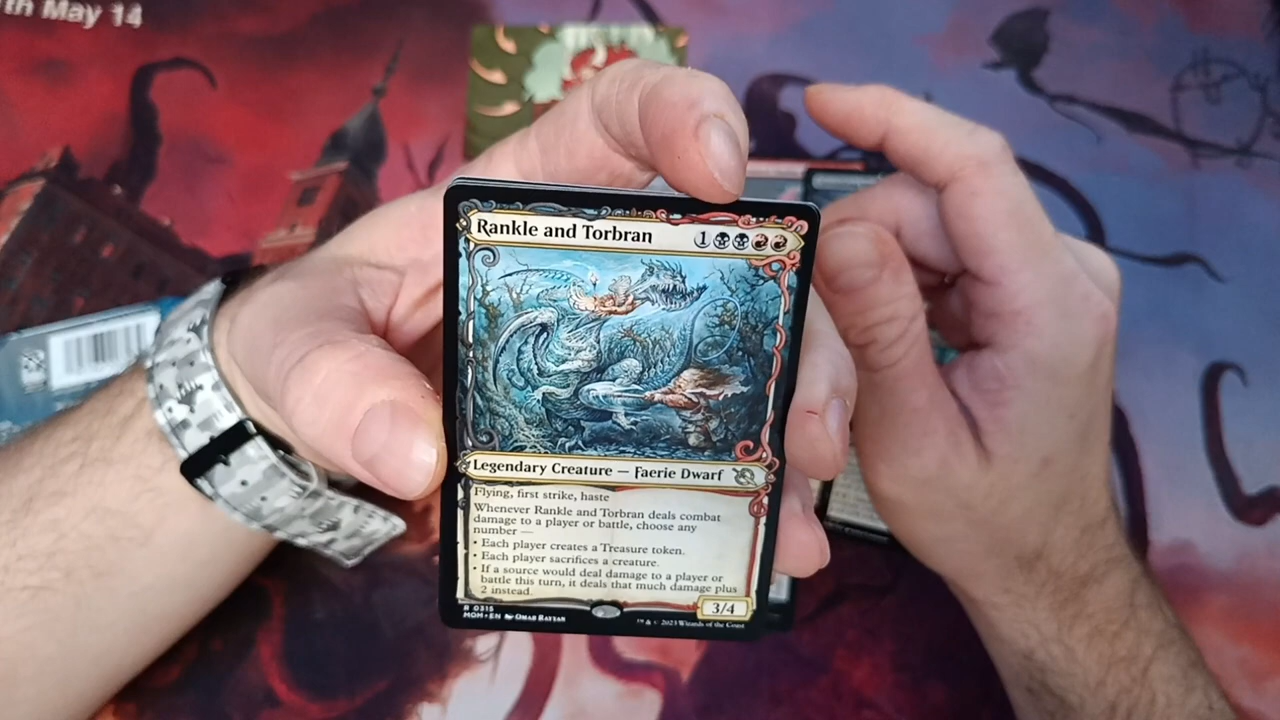 th May 14
Rankle and Torbran
1
Legendary Creature — Faerie Dwarf
Flying, first strike, haste
Whenever Rankle and Torbran deals combat
damage to a player or battle, choose any
number —
• Each player creates a Treasure token.
• Each player sacrifices a creature.
• If a source would deal damage to a player or
battle this turn, it deals that much damage plus
2 instead.
3/4
R 0315
MOM • EN Omar Rayyan
™ & © 2023 Wizards of the Coast